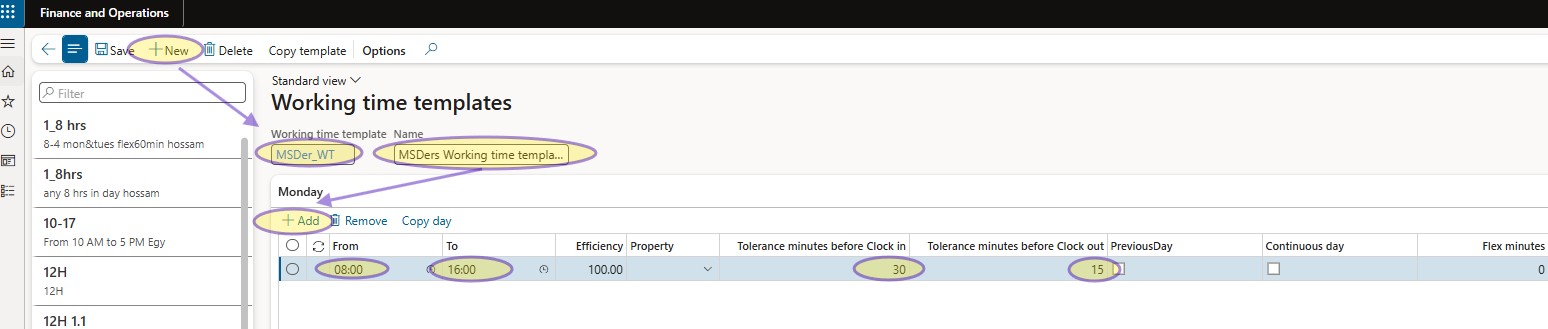 Finance and Operations
Save New Delete Copy template Options
Filter
1_8 hrs
8-4 mon&tues flex60min hossam
1_8hrs
any 8 hrs in day hossam
10-17
From 10 AM to 5 PM Egy
12H
12H
12H 1.1
Standard view
Working time templates
Working time template Name
MSDer_WT MSDers Working time templa...
Monday
Add Remove Copy day
From To Efficiency Property Tolerance minutes before Clock in Tolerance minutes before Clock out PreviousDay Continuous day Flex minutes
08:00 16:00 100.00 30 15 0